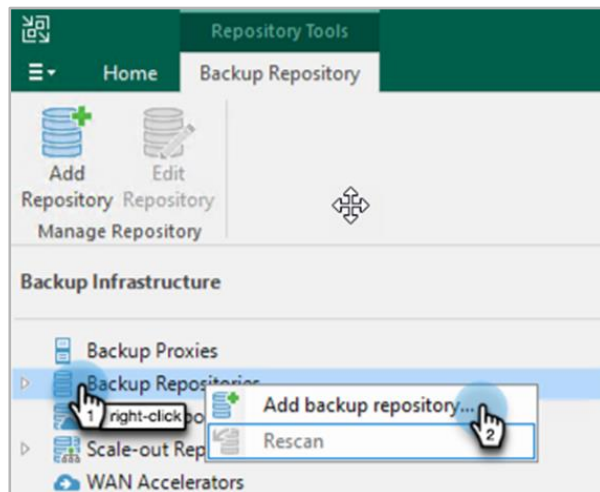 Repository Tools
Home Backup Repository
Add Repository
Edit Repository
Manage Repository
Backup Infrastructure
Backup Proxies
Backup Repositories
1 right-click
Add backup repository...
2
Rescan
Scale-out Rep
WAN Accelerators